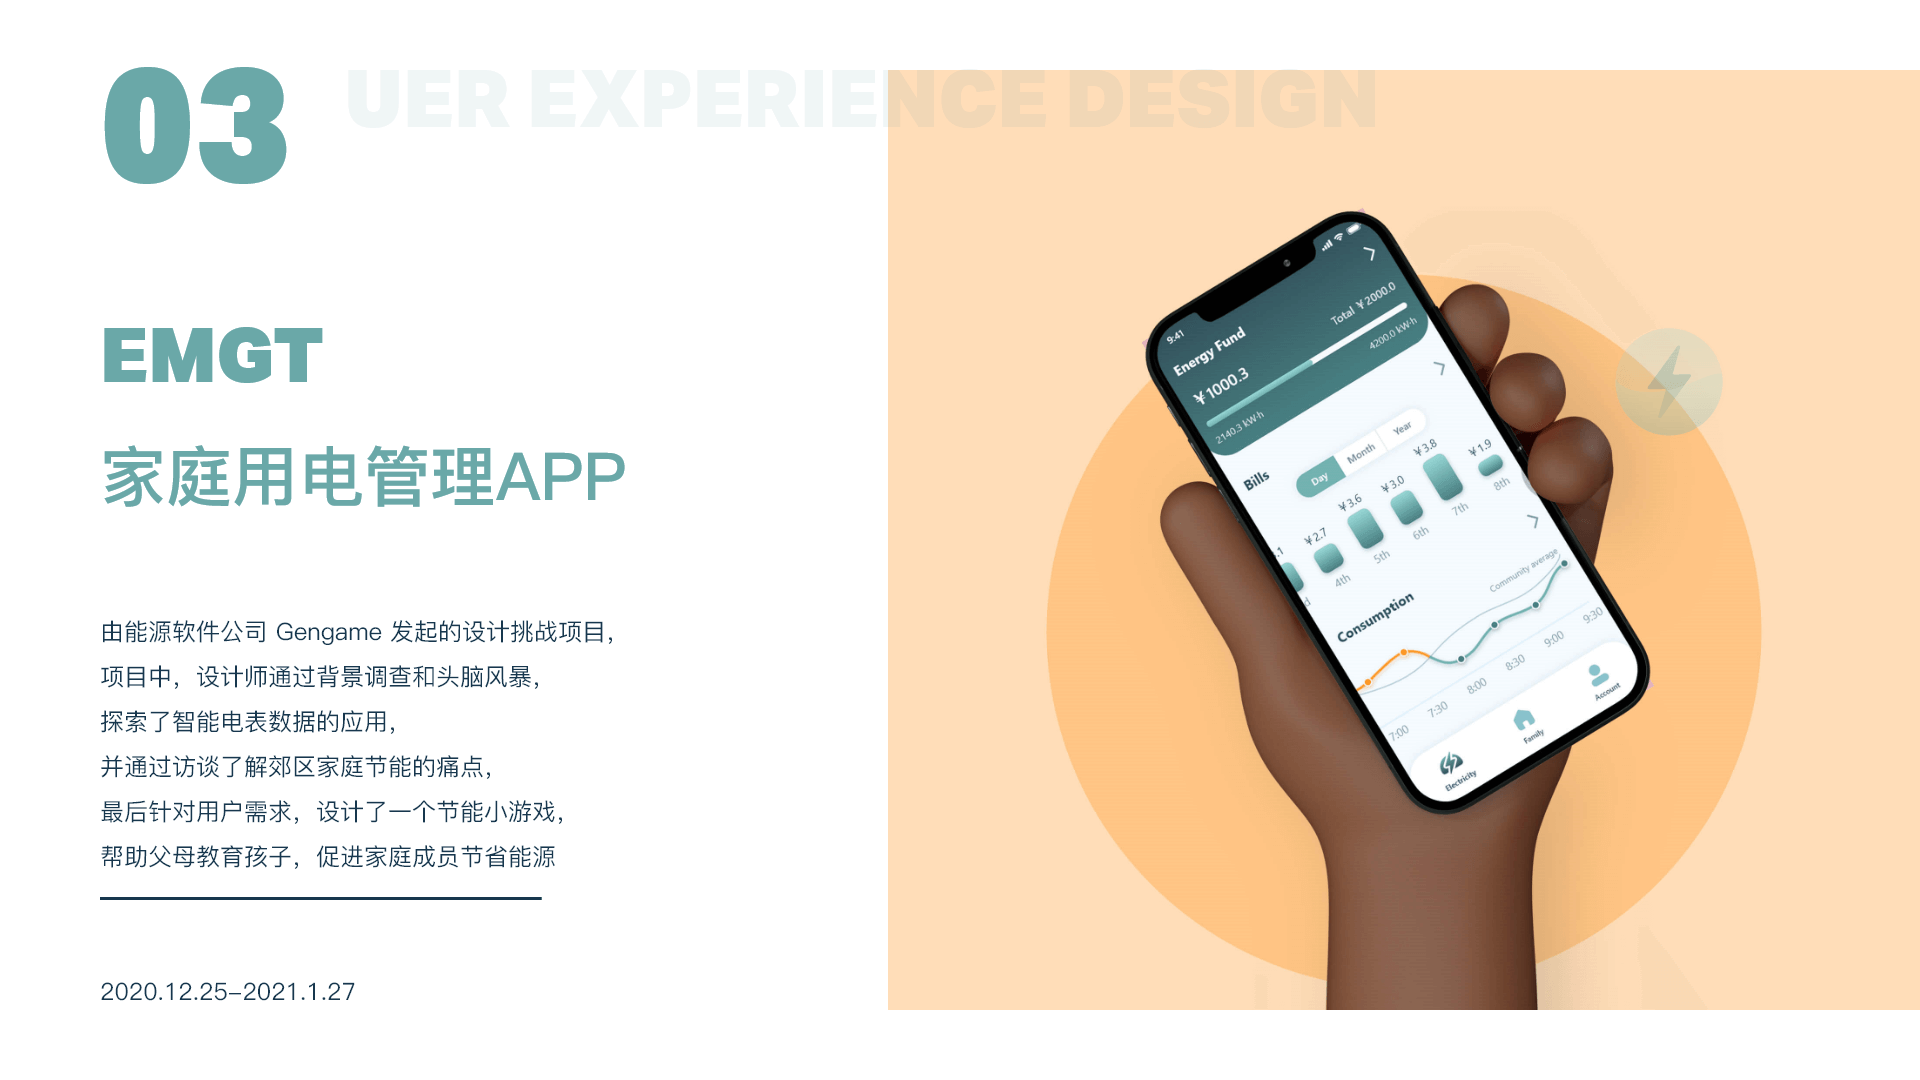 03
UER EXPERIENCE DESIGN
EMGT
家庭用电管理APP
由能源软件公司 Gengame 发起的设计挑战项目，
项目中，设计师通过背景调查和头脑风暴，
探索了智能电表数据的应用，
并通过访谈了解郊区家庭节能的痛点，
最后针对用户需求，设计了一个节能小游戏，
帮助父母教育孩子，促进家庭成员节省能源
2020.12.25–2021.1.27
9:41
Energy Fund
Total ￥2000.0
￥1000.3
2140.3 kW·h
4200.0 kW·h
Bills
Day Month Year
.1 ￥2.7 ￥3.6 ￥3.0 ￥3.8 ￥1.9
d 4th 5th 6th 7th 8th
Consumption
Community average
7:00 7:30 8:00 8:30 9:00 9:30
Electricity Family Account